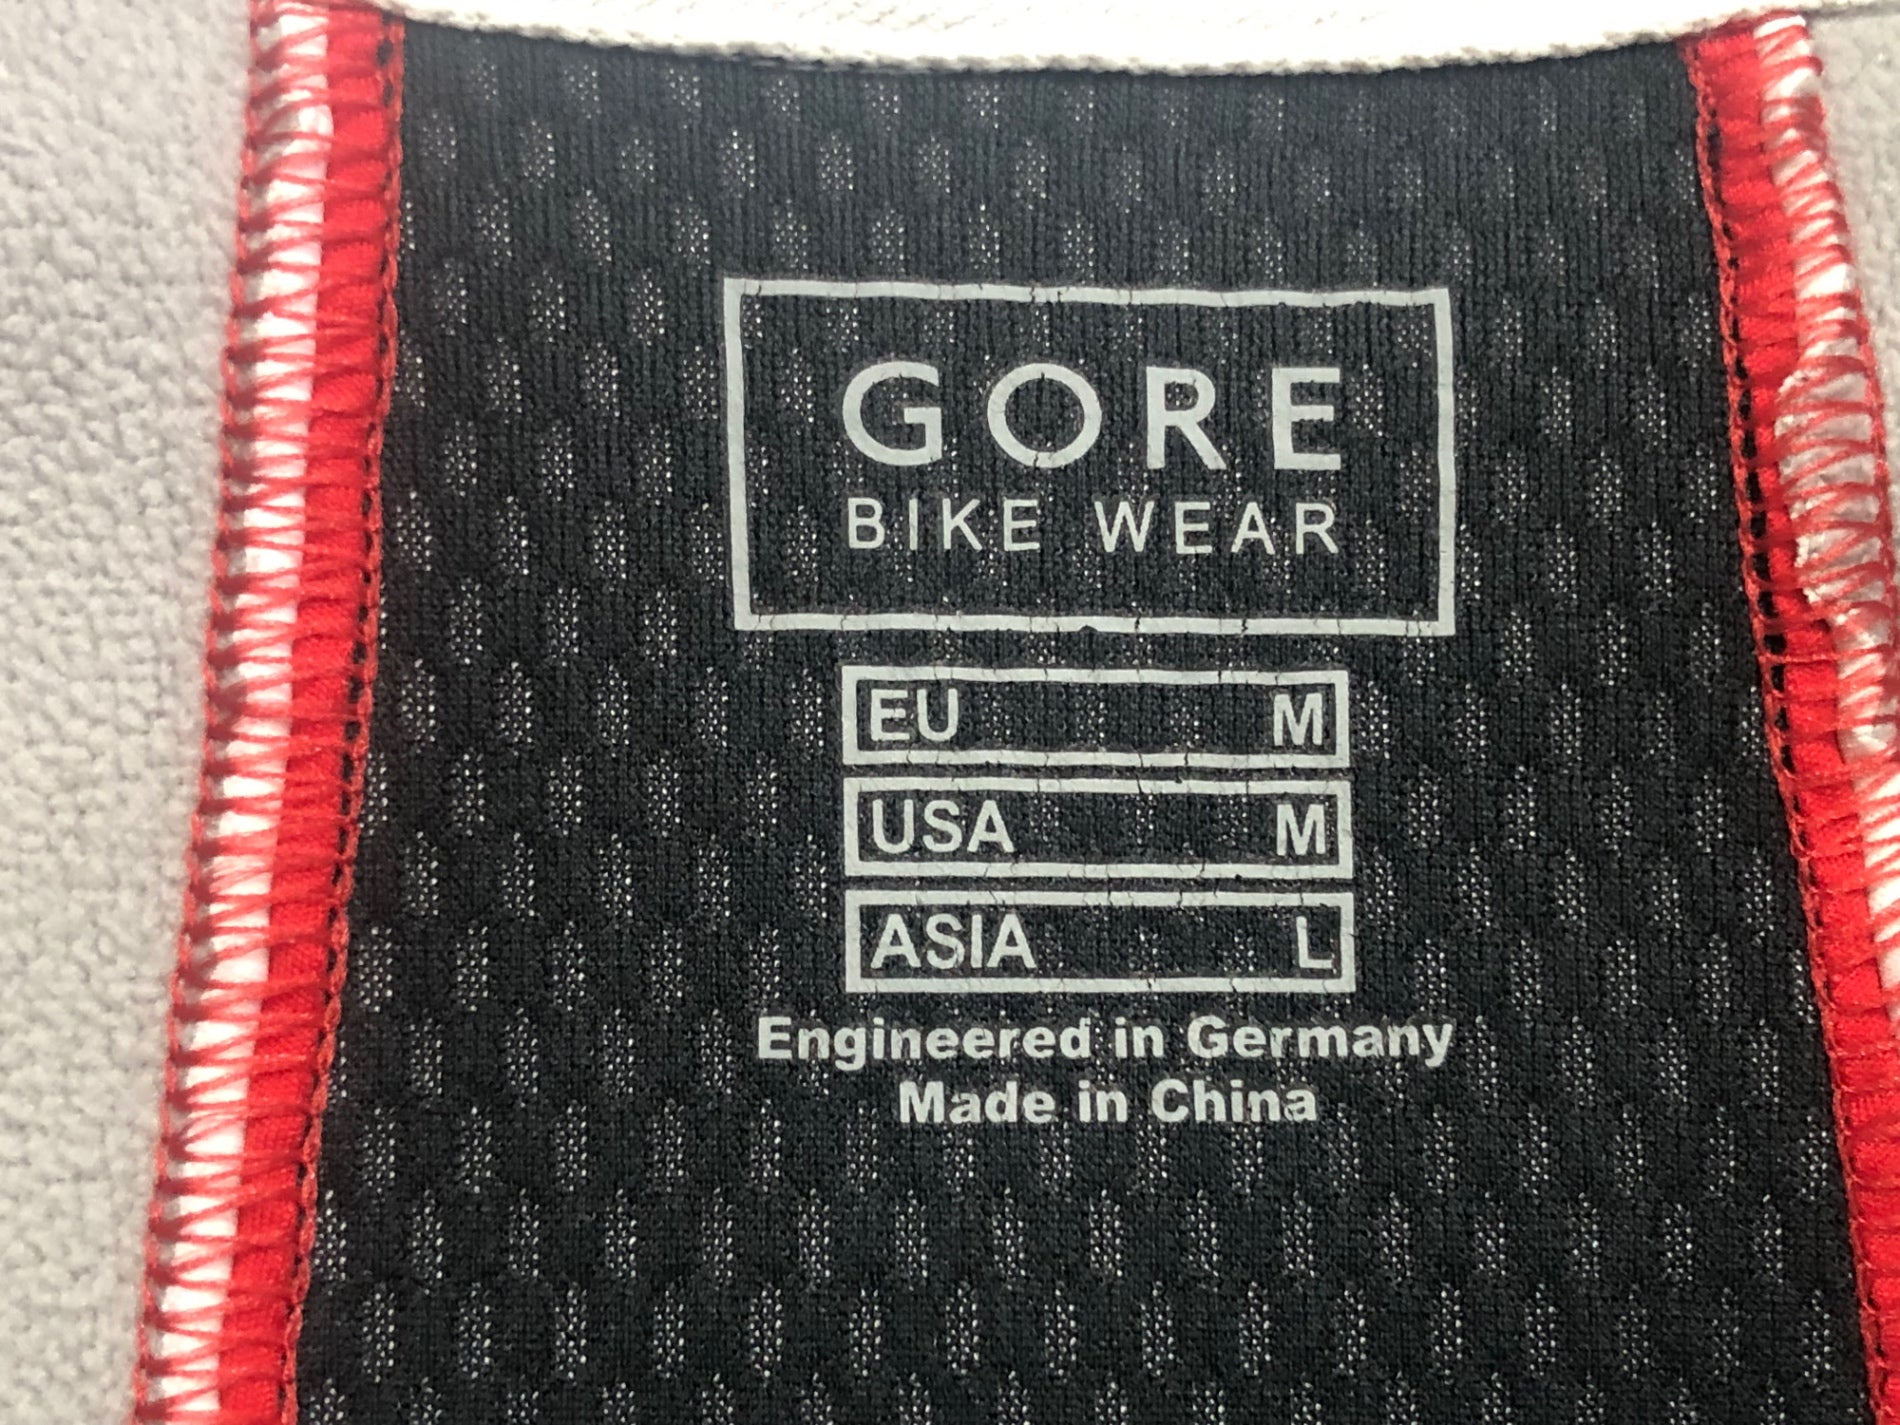 GORE
BIKE WEAR
EU M
USA M
ASIA L
Engineered in Germany
Made in China